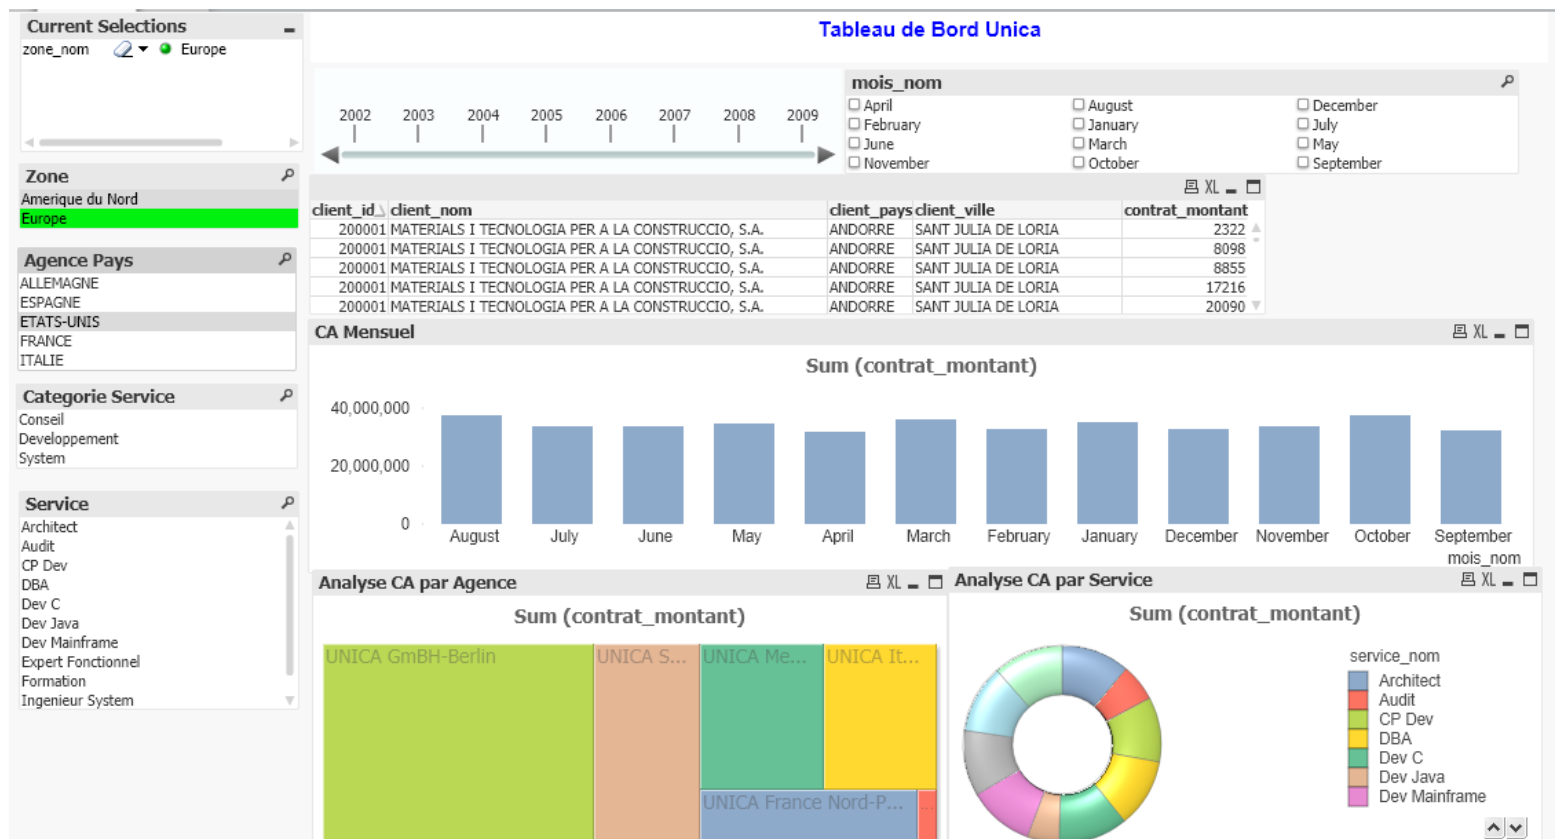 Current Selections
zone_nom Europe
Tableau de Bord Unica
2002 2003 2004 2005 2006 2007 2008 2009
mois_nom
April August December
February January July
June March May
November October September
Zone
Amerique du Nord
Europe
Agence Pays
ALLEMAGNE
ESPAGNE
ETATS-UNIS
FRANCE
ITALIE
Categorie Service
Conseil
Developpement
System
Service
Architect
Audit
CP Dev
DBA
Dev C
Dev Java
Dev Mainframe
Expert Fonctionnel
Formation
Ingenieur System
XL
client_id client_nom client_pays client_ville contrat_montant
200001 MATERIALS I TECNOLOGIA PER A LA CONSTRUCCIO, S.A. ANDORRE SANT JULIA DE LORIA 2322
200001 MATERIALS I TECNOLOGIA PER A LA CONSTRUCCIO, S.A. ANDORRE SANT JULIA DE LORIA 8098
200001 MATERIALS I TECNOLOGIA PER A LA CONSTRUCCIO, S.A. ANDORRE SANT JULIA DE LORIA 8855
200001 MATERIALS I TECNOLOGIA PER A LA CONSTRUCCIO, S.A. ANDORRE SANT JULIA DE LORIA 17216
200001 MATERIALS I TECNOLOGIA PER A LA CONSTRUCCIO, S.A. ANDORRE SANT JULIA DE LORIA 20090
CA Mensuel XL
Sum (contrat_montant)
40,000,000
20,000,000
0
August July June May April March February January December November October September
mois_nom
Analyse CA par Agence XL
Sum (contrat_montant)
UNICA GmBH-Berlin UNICA S... UNICA Me... UNICA It...
UNICA France Nord-P... ...
Analyse CA par Service XL
Sum (contrat_montant)
service_nom
Architect
Audit
CP Dev
DBA
Dev C
Dev Java
Dev Mainframe